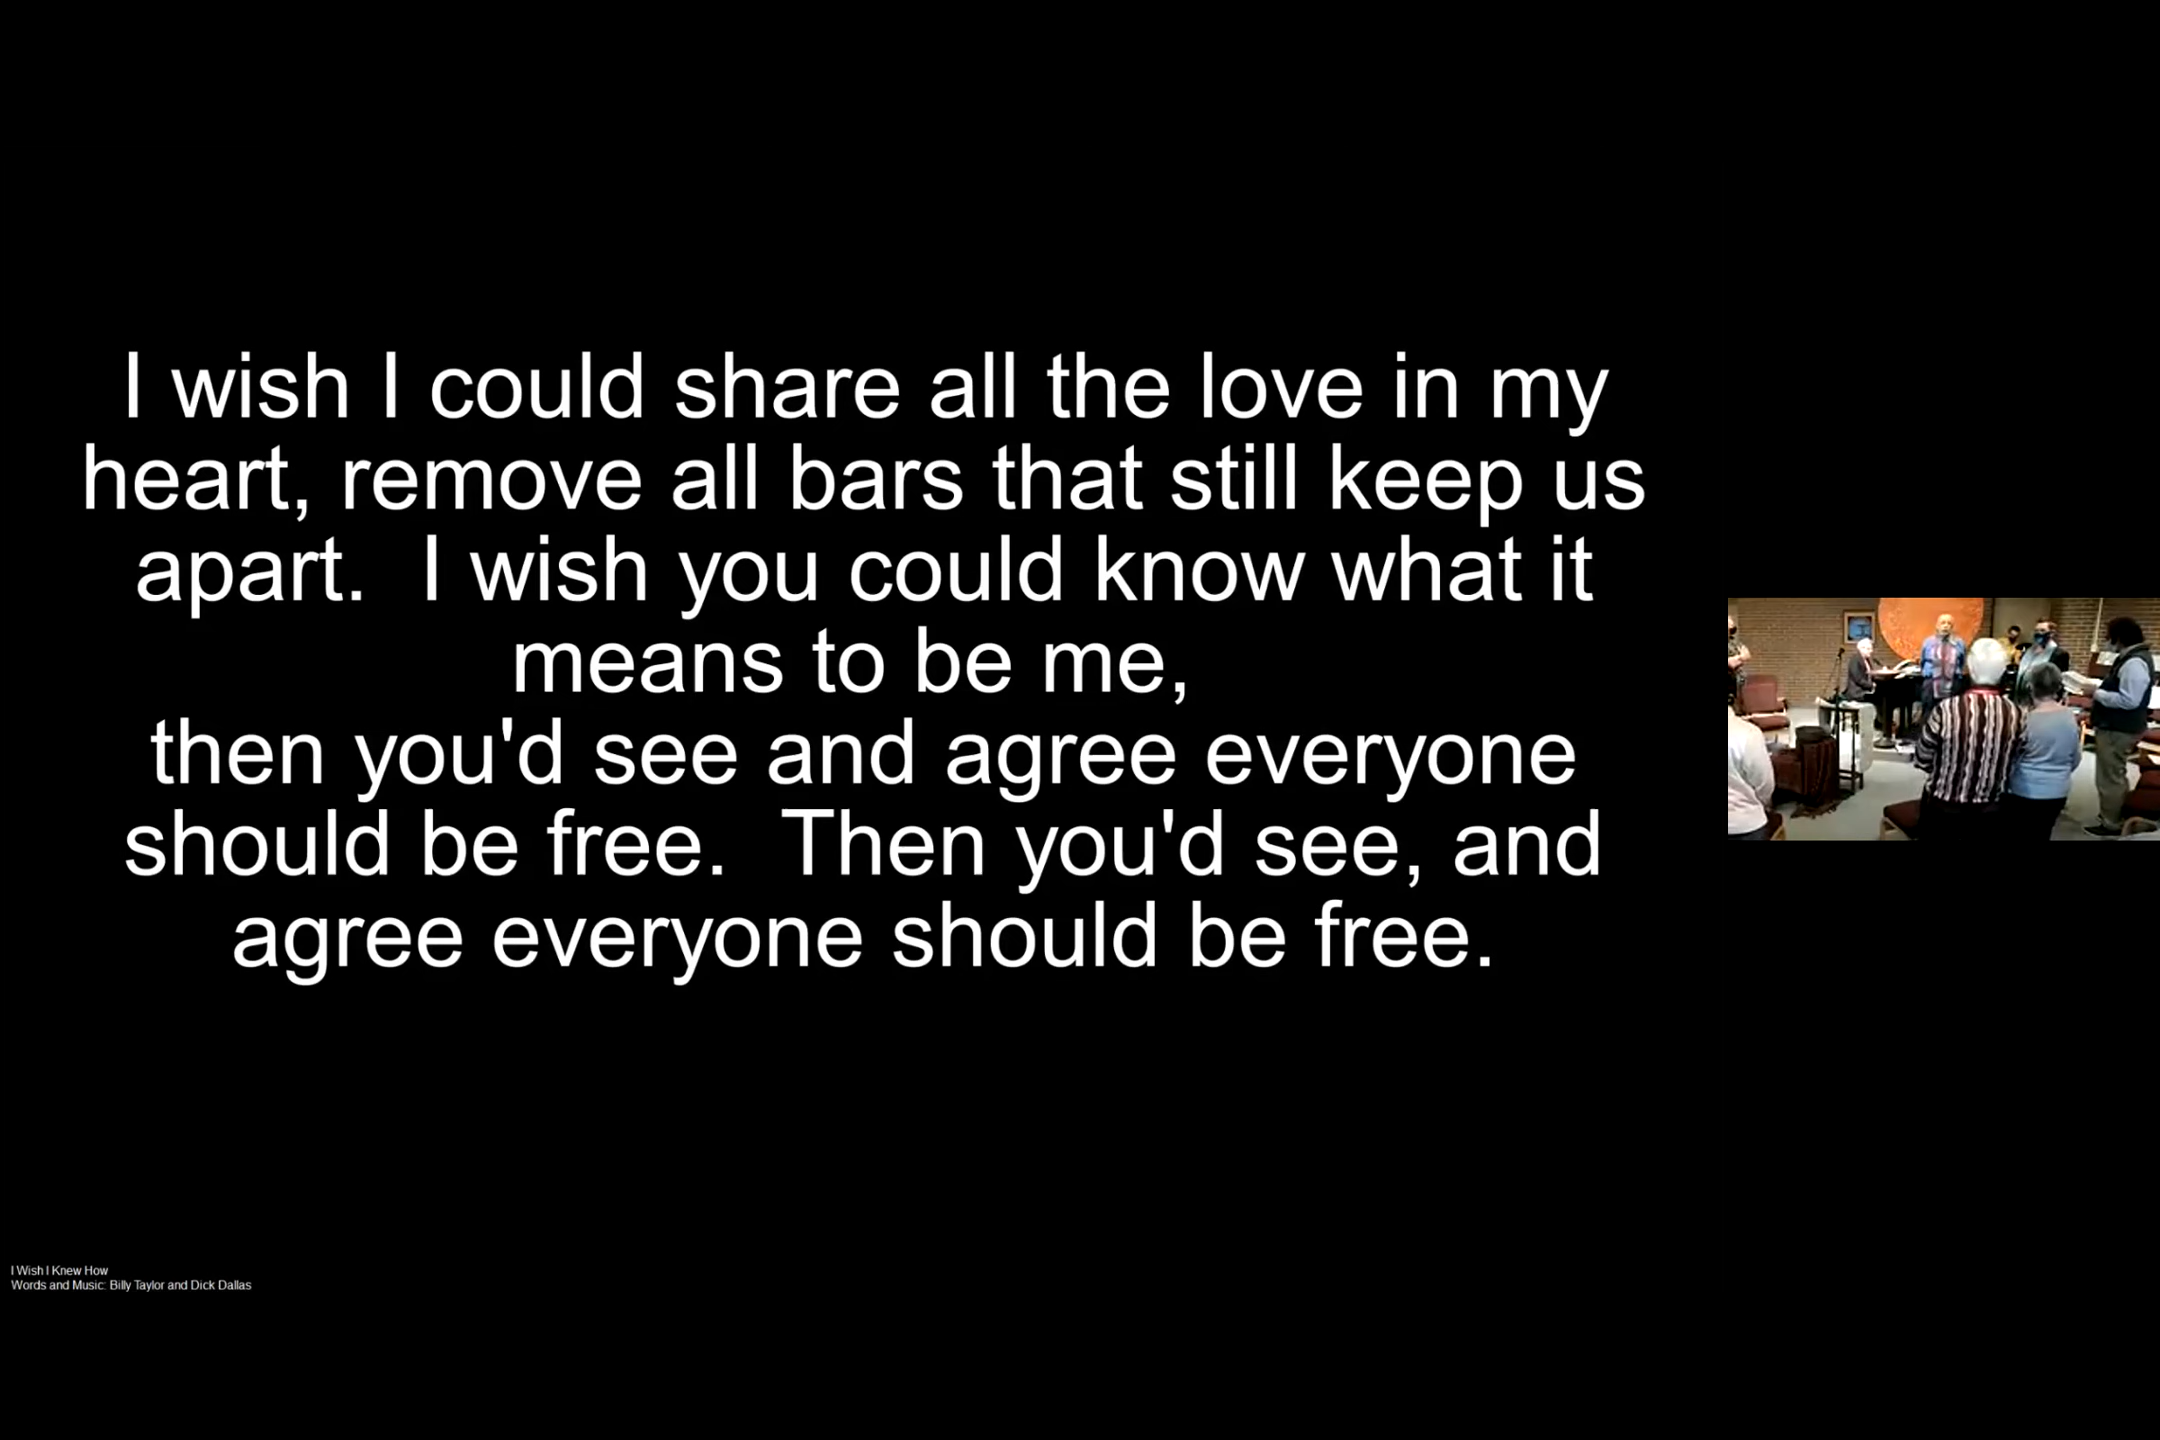 I wish I could share all the love in my
heart, remove all bars that still keep us
apart.  I wish you could know what it
means to be me,
then you'd see and agree everyone
should be free.  Then you'd see, and
agree everyone should be free.
I Wish I Knew How
Words and Music: Billy Taylor and Dick Dallas